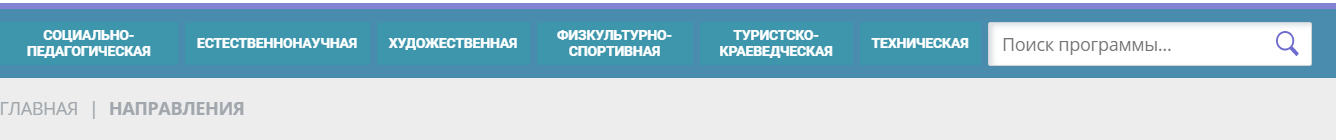 СОЦИАЛЬНО-
ПЕДАГОГИЧЕСКАЯ
ЕСТЕСТВЕННОНАУЧНАЯ
ХУДОЖЕСТВЕННАЯ
ФИЗКУЛЬТУРНО-
СПОРТИВНАЯ
ТУРИСТСКО-
КРАЕВЕДЧЕСКАЯ
ТЕХНИЧЕСКАЯ
Поиск программы...
ГЛАВНАЯ | НАПРАВЛЕНИЯ